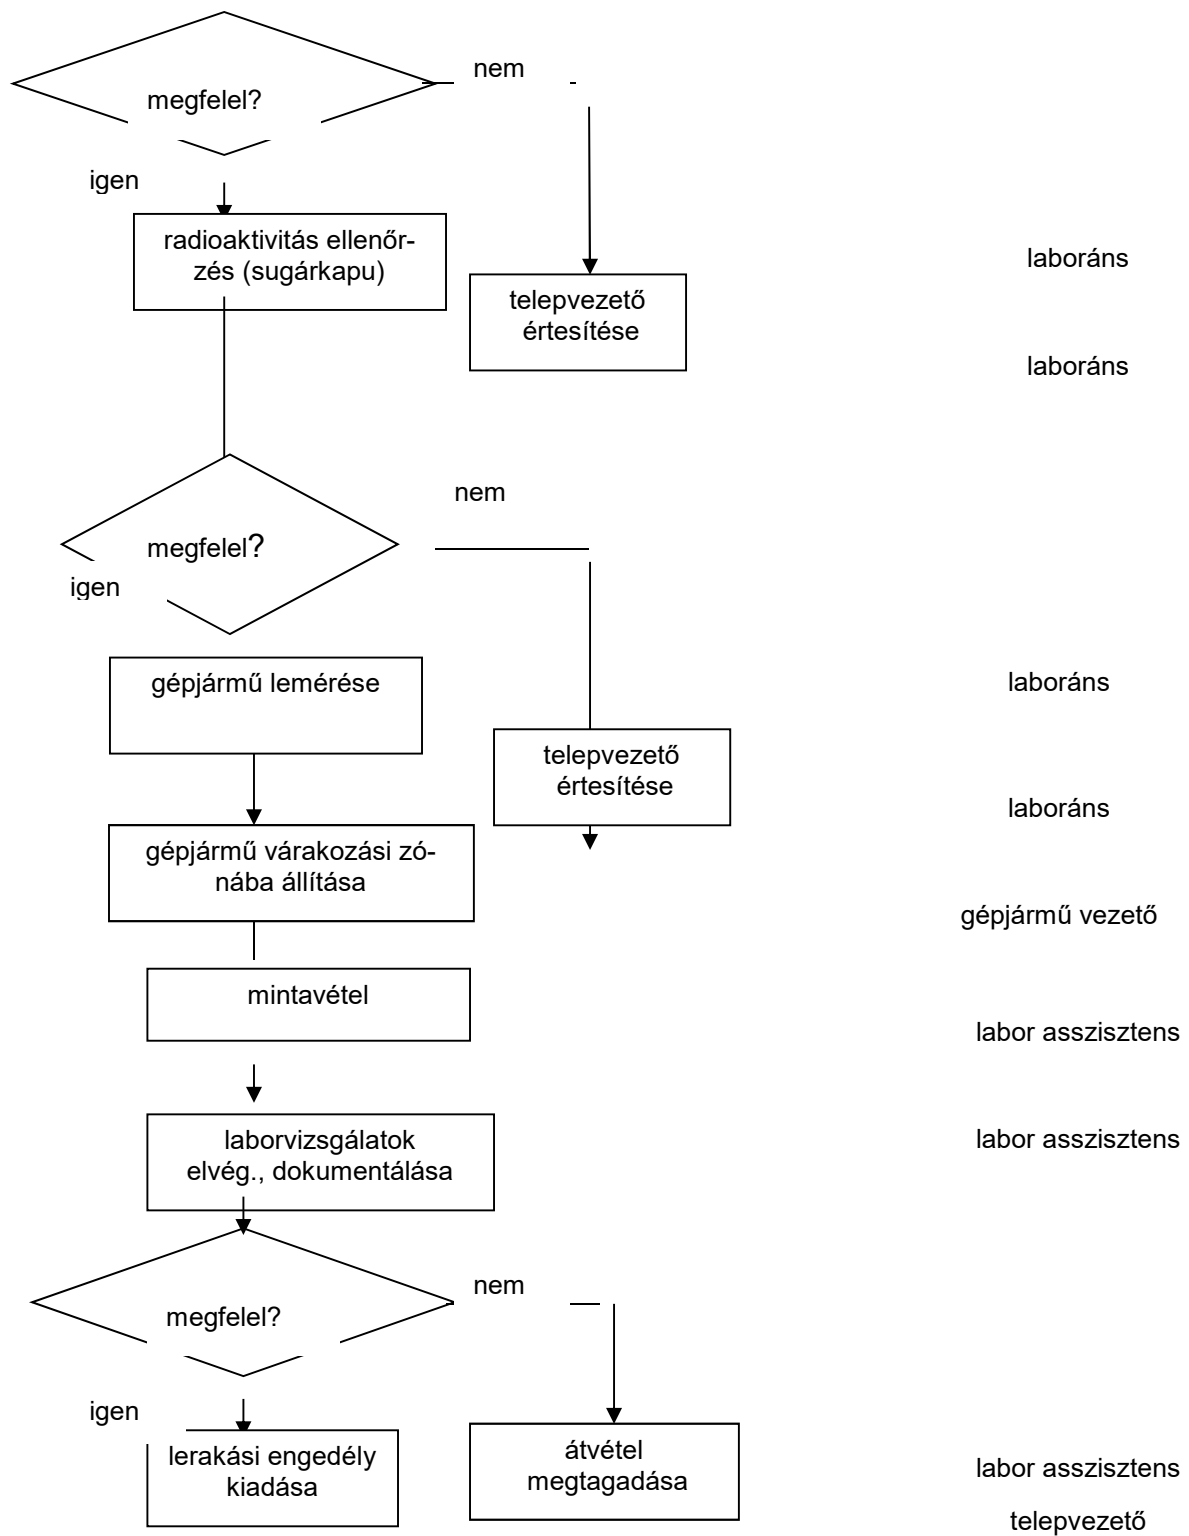 nem
megfelel?
igen
radioaktivitás ellenőr-
zés (sugárkapu)
laboráns
telepvezető
értesítése
laboráns
nem
megfelel?
igen
gépjármű lemérése
laboráns
telepvezető
értesítése
laboráns
gépjármű várakozási zó-
nába állítása
gépjármű vezető
mintavétel
labor asszisztens
laborvizsgálatok
elvég., dokumentálása
labor asszisztens
nem
megfelel?
igen
lerakási engedély
kiadása
átvétel
megtagadása
labor asszisztens
telepvezető